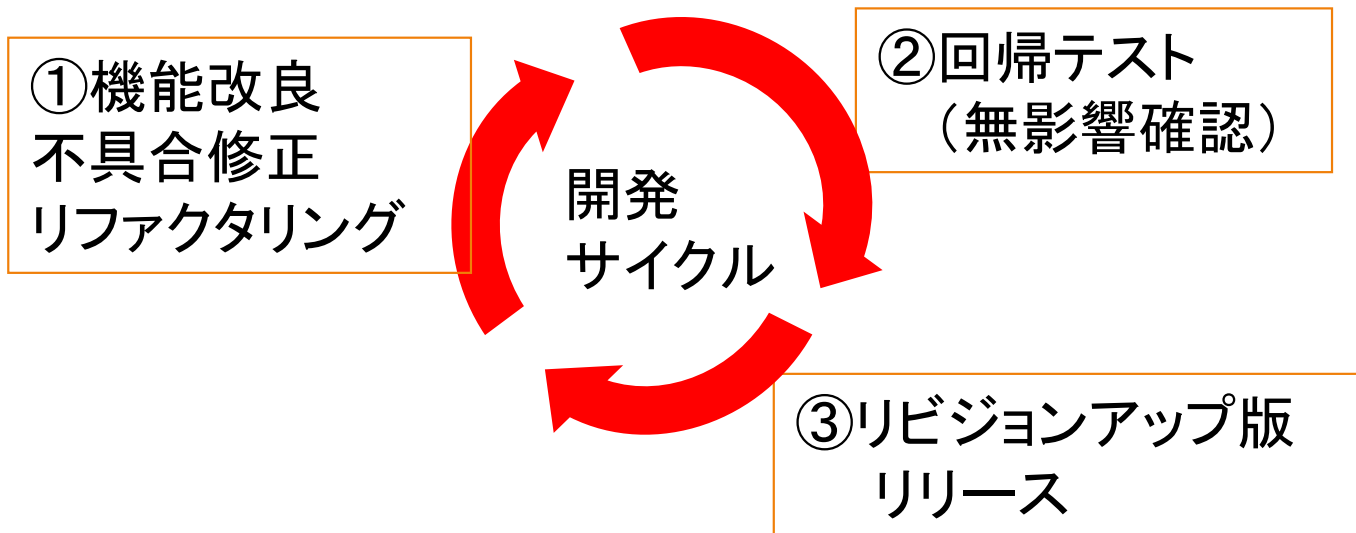 ①機能改良
不具合修正
リファクタリング
②回帰テスト
（無影響確認）
開発
サイクル
③リビジョンアップ版
リリース